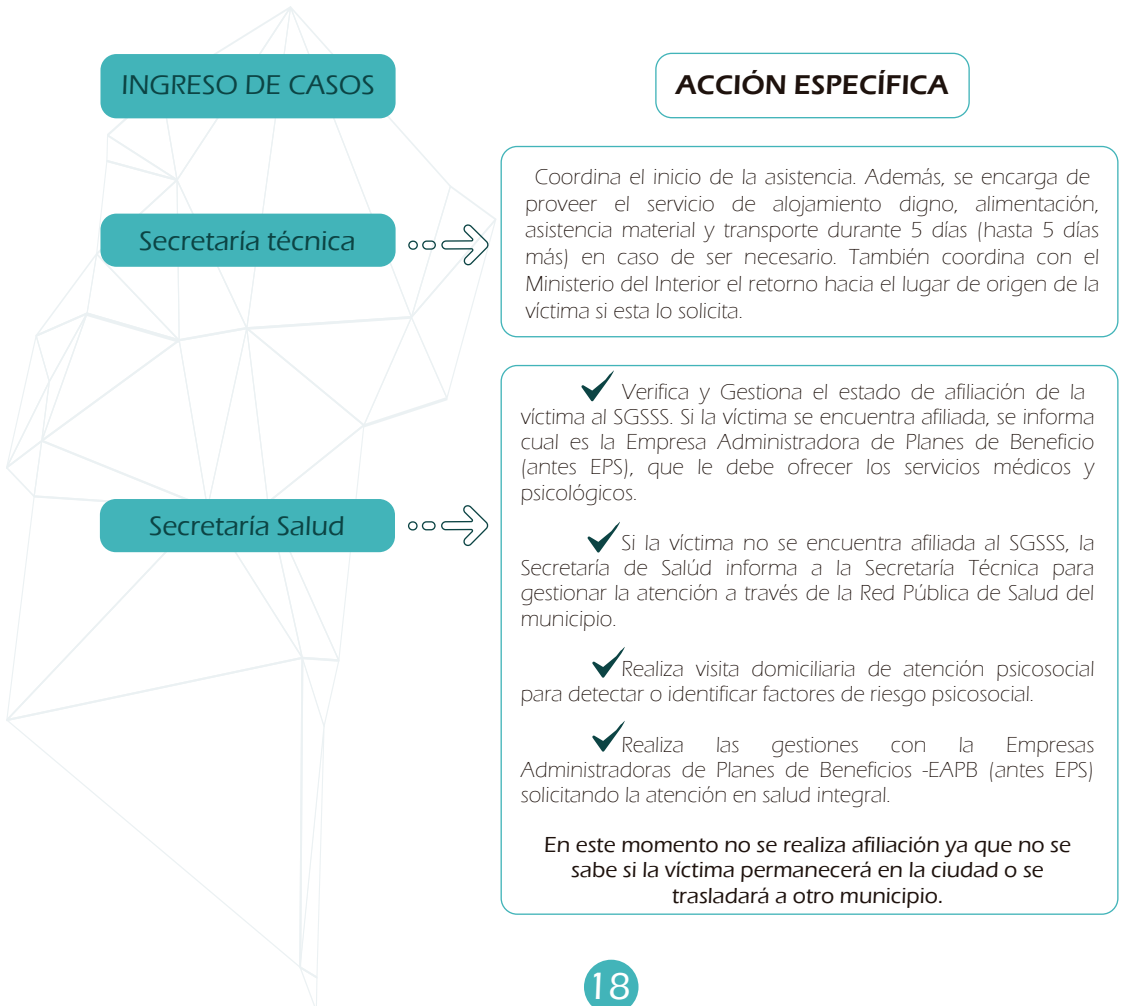 INGRESO DE CASOS
ACCIÓN ESPECÍFICA
Secretaría técnica
Coordina el inicio de la asistencia. Además, se encarga de
proveer el servicio de alojamiento digno, alimentación,
asistencia material y transporte durante 5 días (hasta 5 días
más) en caso de ser necesario. También coordina con el
Ministerio del Interior el retorno hacia el lugar de origen de la
víctima si esta lo solicita.
Secretaría Salud
Verifica y Gestiona el estado de afiliación de la
víctima al SGSSS. Si la víctima se encuentra afiliada, se informa
cual es la Empresa Administradora de Planes de Beneficio
(antes EPS), que le debe ofrecer los servicios médicos y
psicológicos.
Si la víctima no se encuentra afiliada al SGSSS, la
Secretaría de Salúd informa a la Secretaría Técnica para
gestionar la atención a través de la Red Pública de Salud del
municipio.
Realiza visita domiciliaria de atención psicosocial
para detectar o identificar factores de riesgo psicosocial.
Realiza las gestiones con la Empresas
Administradoras de Planes de Beneficios -EAPB (antes EPS)
solicitando la atención en salud integral.
En este momento no se realiza afiliación ya que no se
sabe si la víctima permanecerá en la ciudad o se
trasladará a otro municipio.
18